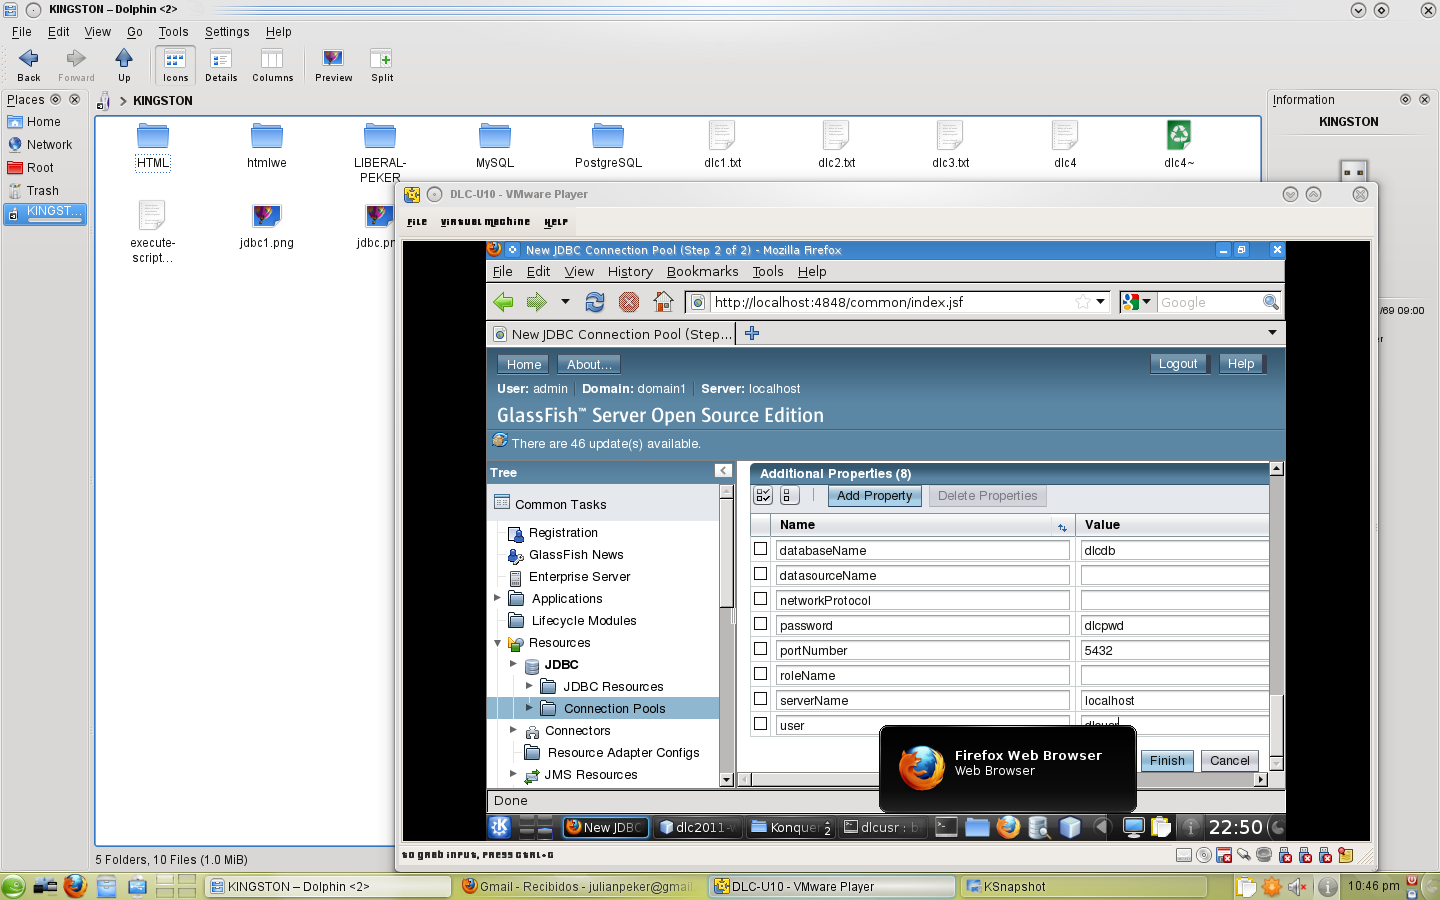 KINGSTON – Dolphin <2>
File Edit View Go Tools Settings Help
Back Forward Up Icons Details Columns Preview Split
Places
Home
Network
Root
Trash
KINGST...
KINGSTON
HTML htmlwe LIBERAL-PEKER MySQL PostgreSQL dlc1.txt dlc2.txt dlc3.txt dlc4 dlc4~
execute-script... jdbc1.png
Information
KINGSTON
/69 09:00
5 Folders, 10 Files (1.0 MiB)
DLC-U10 - VMware Player
File Virtual Machine Help
New JDBC Connection Pool (Step 2 of 2) - Mozilla Firefox
File Edit View History Bookmarks Tools Help
http://localhost:4848/common/index.jsf
Google
New JDBC Connection Pool (Step...
Home About... Logout Help
User: admin Domain: domain1 Server: localhost
GlassFish™ Server Open Source Edition
There are 46 update(s) available.
Tree
Common Tasks
Registration
GlassFish News
Enterprise Server
Applications
Lifecycle Modules
Resources
JDBC
JDBC Resources
Connection Pools
Connectors
Resource Adapter Configs
JMS Resources
Additional Properties (8)
Add Property Delete Properties
Name Value
databaseName dlcdb
datasourceName
networkProtocol
password dlcpwd
portNumber 5432
roleName
serverName localhost
user dlcusr
Finish Cancel
Firefox Web Browser
Web Browser
Done
New JDBC dlc2011- Konquer 2 dlcusr : 22:50
To grab input, press Ctrl+G
KINGSTON – Dolphin <2> Gmail - Recibidos - julianpeker@gmail DLC-U10 - VMware Player KSnapshot 10:46 pm